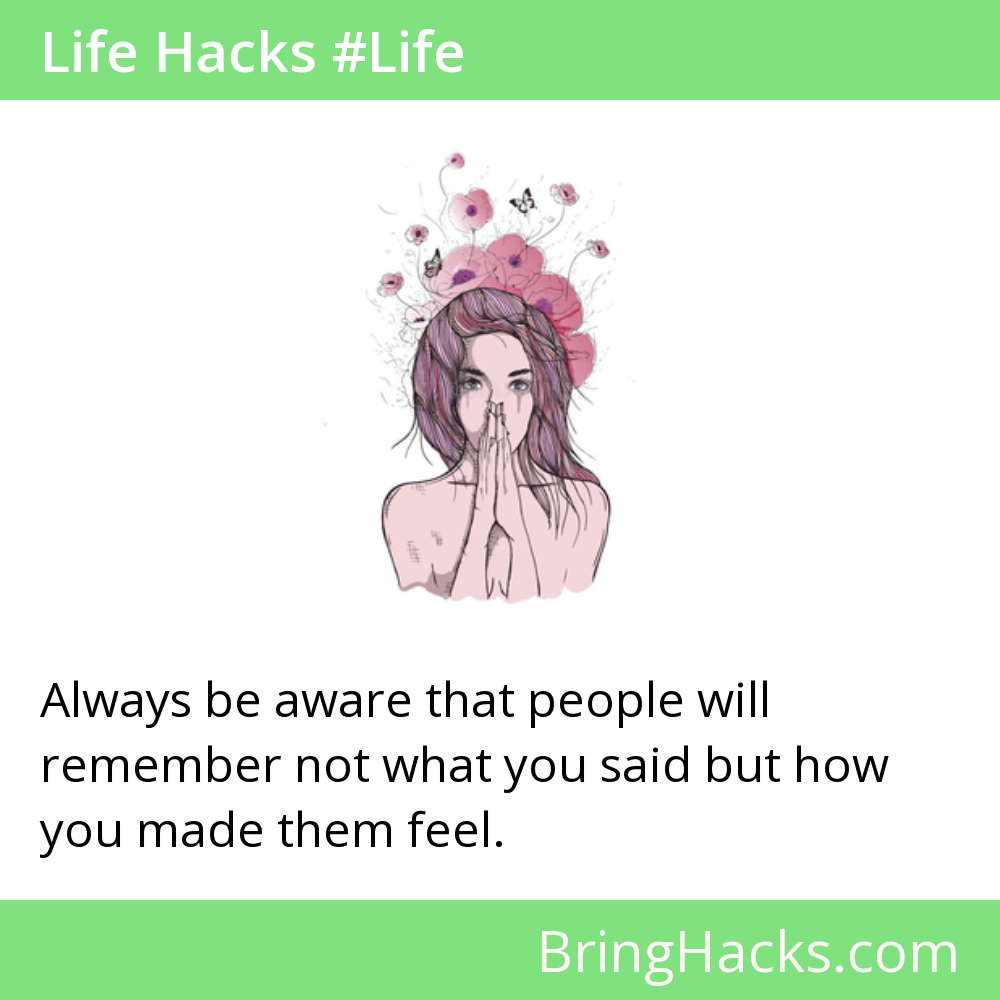 Life Hacks #Life
Always be aware that people will
remember not what you said but how
you made them feel.
BringHacks.com